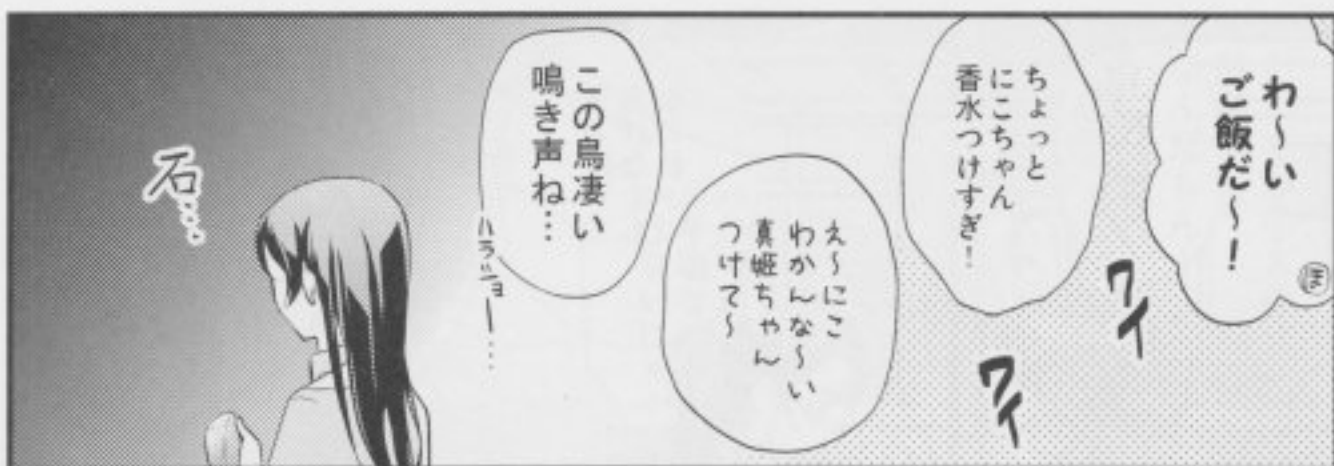 わ〜い
ご飯だ〜！
ちょっと
にこちゃん
香水つけすぎ！
ワイ
ワイ
え〜にこ
わかんな〜い
真姫ちゃん
つけて〜
この鳥凄い
鳴き声ね…
ハラッショー……
石…